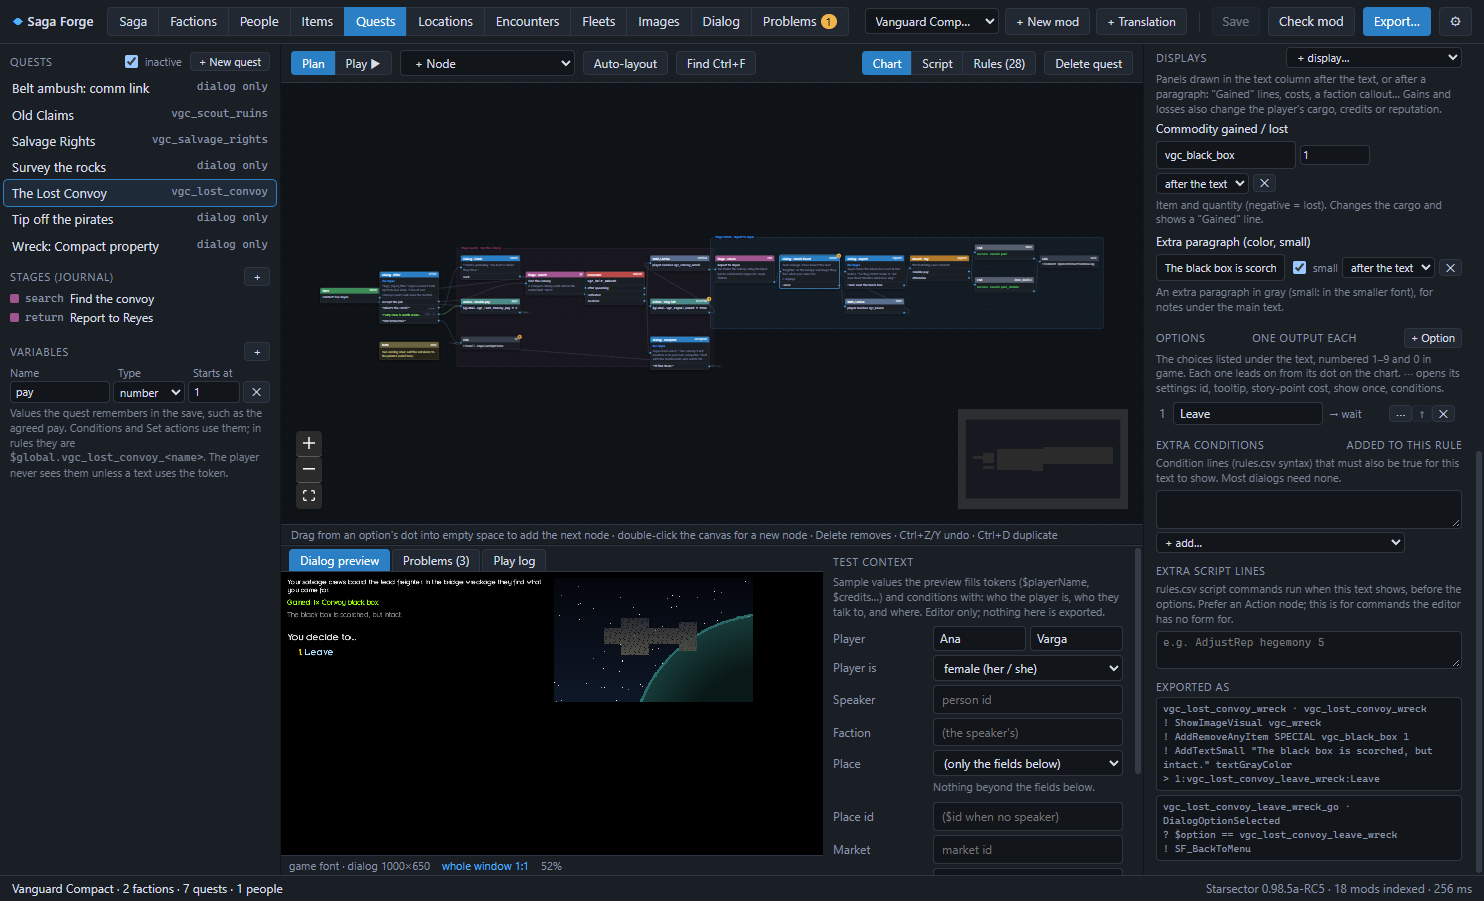 Saga Forge
Saga
Factions
People
Items
Quests
Locations
Encounters
Fleets
Images
Dialog
Problems 1
Vanguard Comp...
+ New mod
+ Translation
Save
Check mod
Export...
QUESTS
inactive
+ New quest
Belt ambush: comm link dialog only
Old Claims vgc_scout_ruins
Salvage Rights vgc_salvage_rights
Survey the rocks dialog only
The Lost Convoy vgc_lost_convoy
Tip off the pirates dialog only
Wreck: Compact property dialog only
STAGES (JOURNAL)
+
search Find the convoy
return Report to Reyes
VARIABLES
+
Name Type Starts at
pay number 1
Values the quest remembers in the save, such as the
agreed pay. Conditions and Set actions use them; in
rules they are
$global.vgc_lost_convoy_<name>. The player
never sees them unless a text uses the token.
Plan
Play ▶
+ Node
Auto-layout
Find Ctrl+F
Chart
Script
Rules (28)
Delete quest
Drag from an option's dot into empty space to add the next node · double-click the canvas for a new node · Delete removes · Ctrl+Z/Y undo · Ctrl+D duplicate
Dialog preview
Problems (3)
Play log
Your salvage crews board the lead freighter. In the bridge wreckage they find what
you came for.
Gained 1x Convoy black box
The black box is scorched, but intact.
You decide to...
1. Leave
game font · dialog 1000×650 whole window 1:1 52%
TEST CONTEXT
Sample values the preview fills tokens ($playerName,
$credits...) and conditions with: who the player is, who they
talk to, and where. Editor only; nothing here is exported.
Player Ana Varga
Player is female (her / she)
Speaker person id
Faction (the speaker's)
Place (only the fields below)
Nothing beyond the fields below.
Place id ($id when no speaker)
Market market id
DISPLAYS
+ display...
Panels drawn in the text column after the text, or after a
paragraph: "Gained" lines, costs, a faction callout... Gains and
losses also change the player's cargo, credits or reputation.
Commodity gained / lost
vgc_black_box 1
after the text
Item and quantity (negative = lost). Changes the cargo and
shows a "Gained" line.
Extra paragraph (color, small)
The black box is scorch small after the text
An extra paragraph in gray (small: in the smaller font), for
notes under the main text.
OPTIONS ONE OUTPUT EACH + Option
The choices listed under the text, numbered 1–9 and 0 in
game. Each one leads on from its dot on the chart. ··· opens its
settings: id, tooltip, story-point cost, show once, conditions.
1 Leave → wait ... ↑
EXTRA CONDITIONS ADDED TO THIS RULE
Condition lines (rules.csv syntax) that must also be true for this
text to show. Most dialogs need none.
+ add...
EXTRA SCRIPT LINES
rules.csv script commands run when this text shows, before the
options. Prefer an Action node; this is for commands the editor
has no form for.
e.g. AdjustRep hegemony 5
EXPORTED AS
vgc_lost_convoy_wreck · vgc_lost_convoy_wreck
! ShowImageVisual vgc_wreck
! AddRemoveAnyItem SPECIAL vgc_black_box 1
! AddTextSmall "The black box is scorched, but
intact." textGrayColor
> 1:vgc_lost_convoy_leave_wreck:Leave
vgc_lost_convoy_leave_wreck_go ·
DialogOptionSelected
? $option == vgc_lost_convoy_leave_wreck
! SF_BackToMenu
Vanguard Compact · 2 factions · 7 quests · 1 people
Starsector 0.98.5a-RC5 · 18 mods indexed · 256 ms